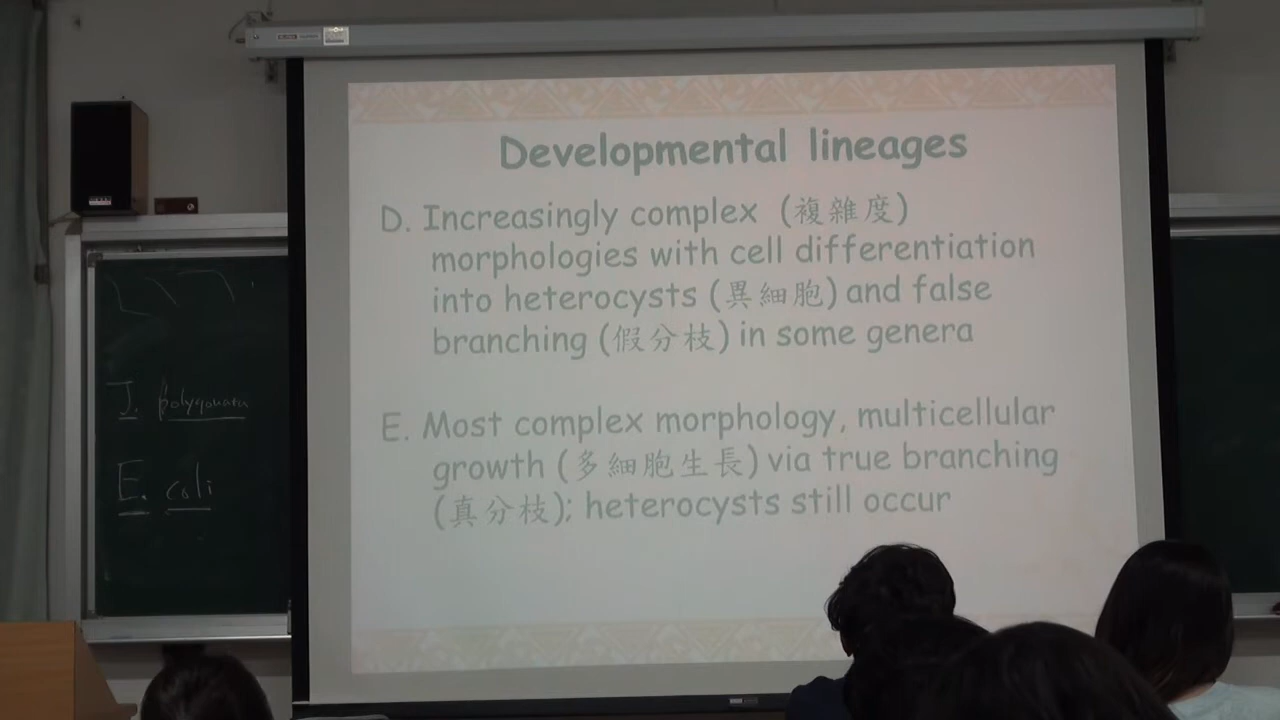 Developmental lineages
D. Increasingly complex (複雜度)
morphologies with cell differentiation
into heterocysts (異細胞) and false
branching (假分枝) in some genera
E. Most complex morphology, multicellular
growth (多細胞生長) via true branching
(真分枝); heterocysts still occur
E. coli